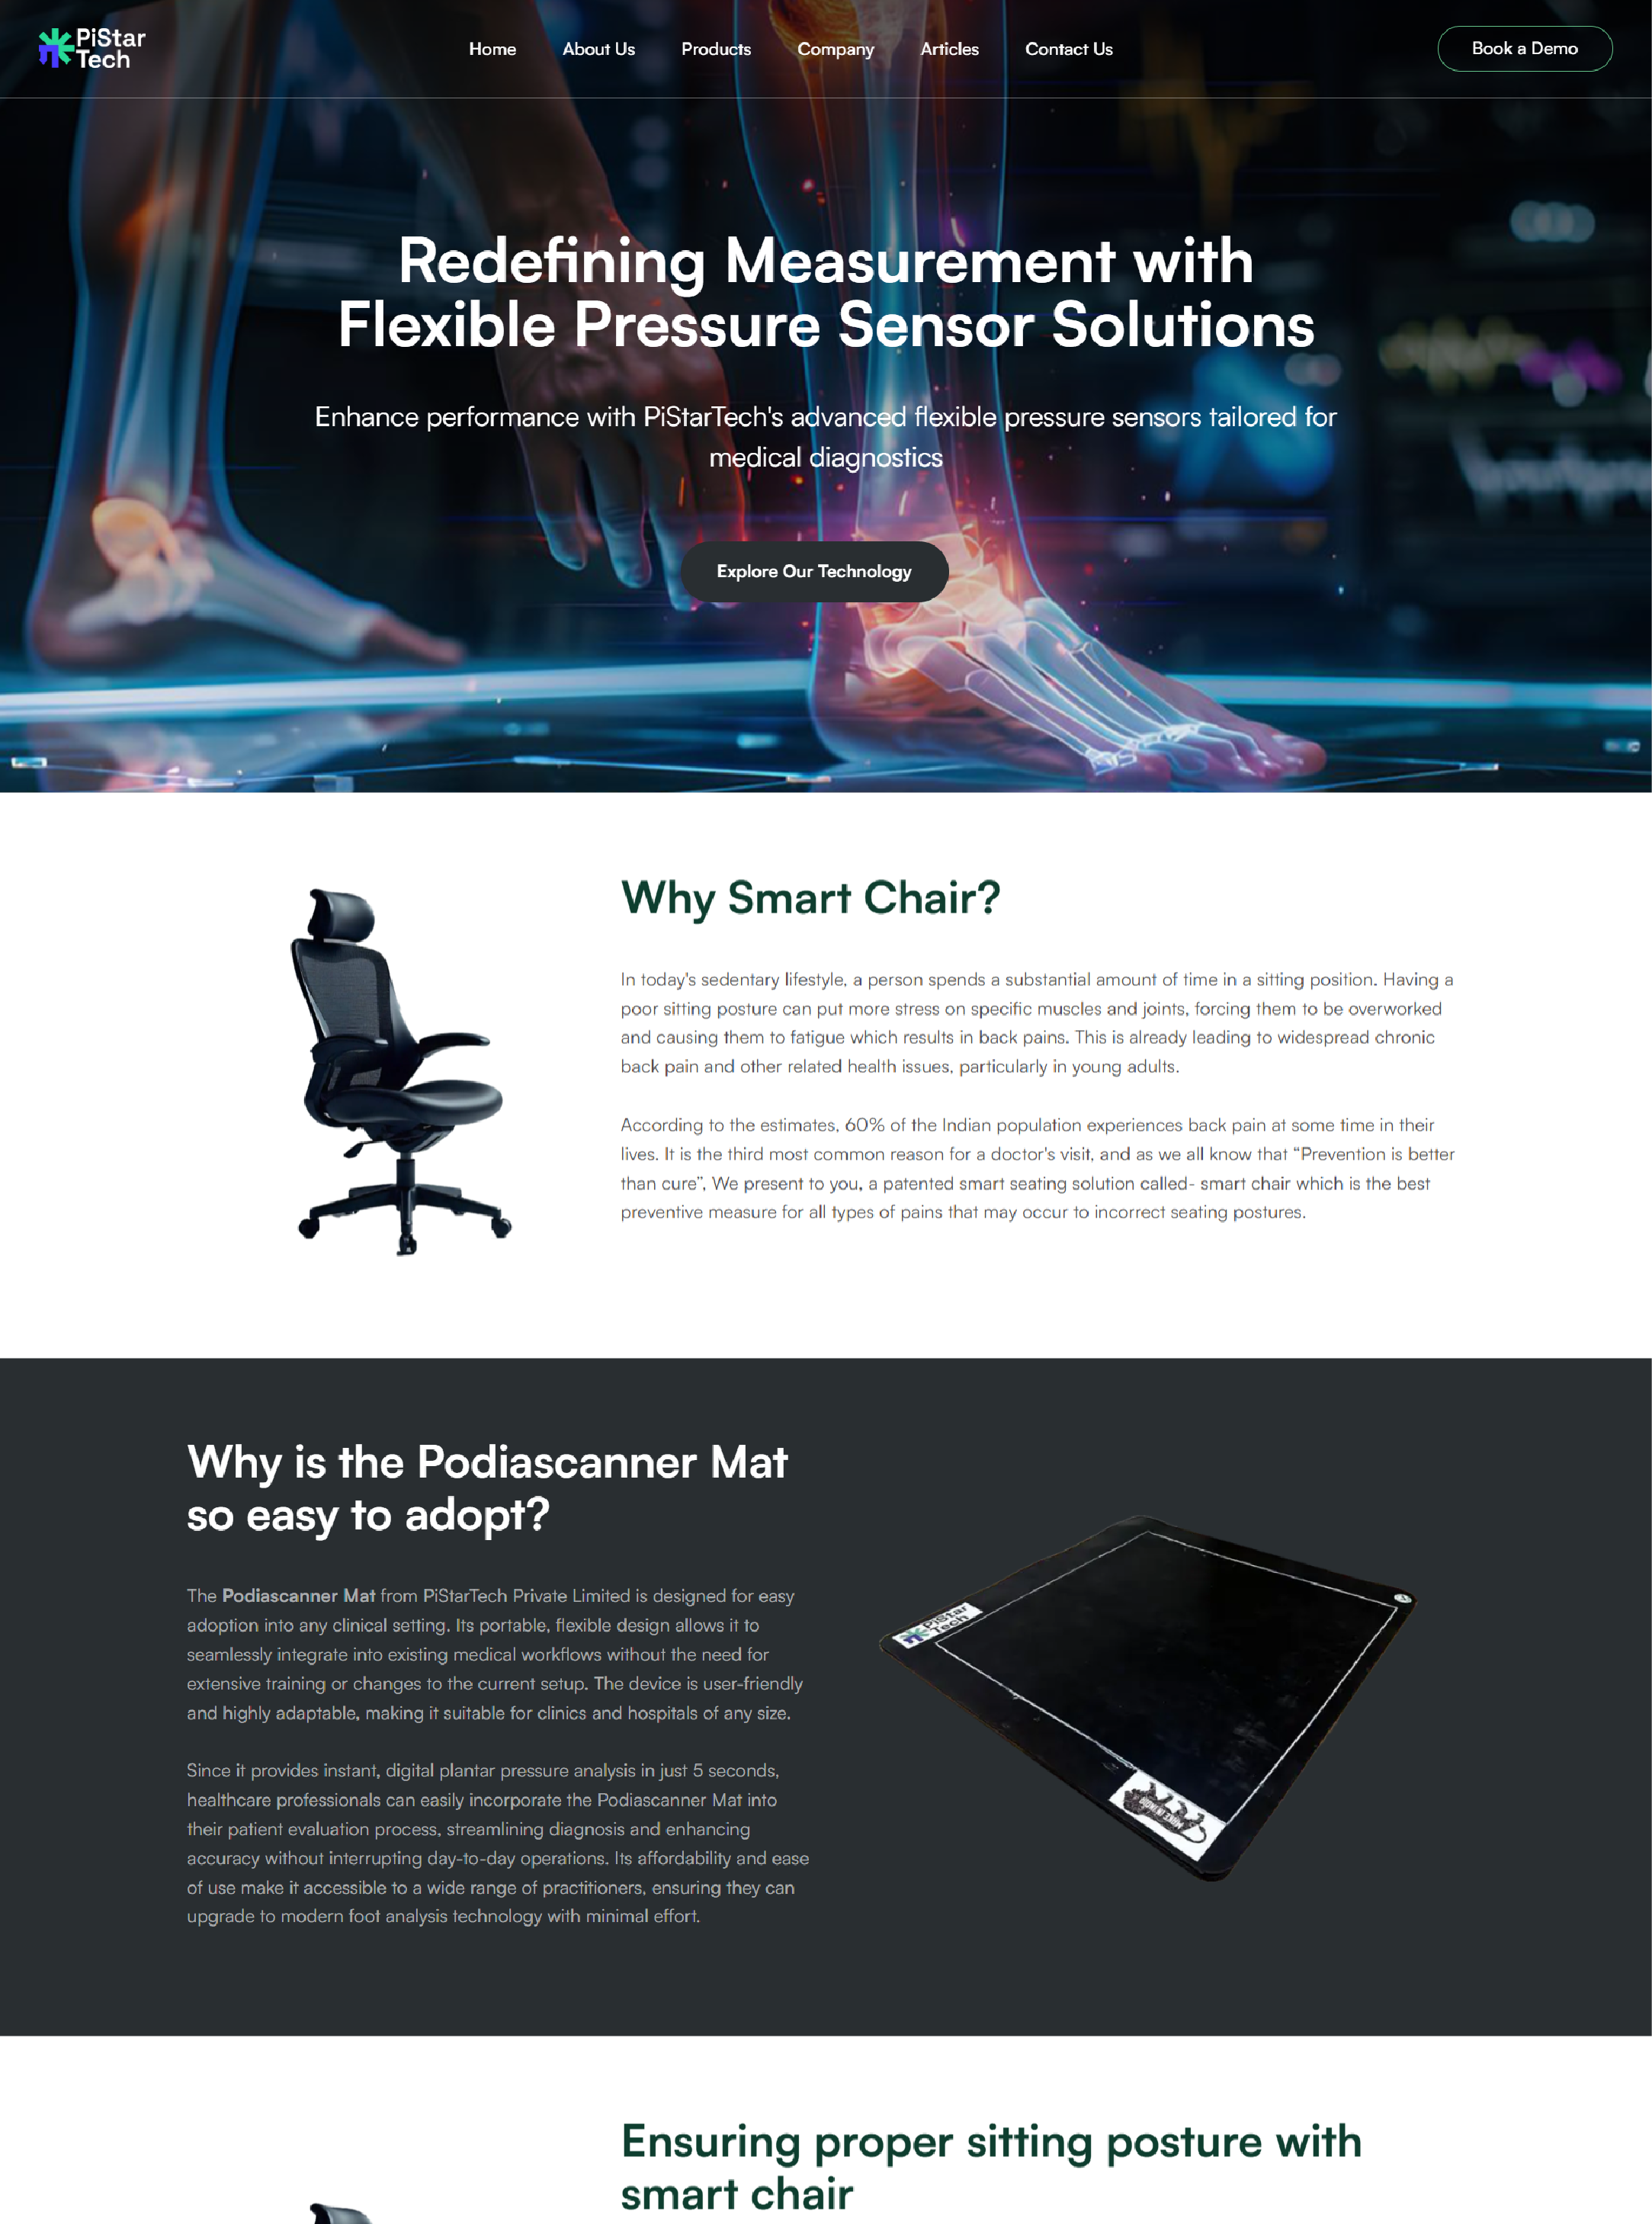 PiStar
Tech
Home
About Us
Products
Company
Articles
Contact Us
Book a Demo
Redefining Measurement with
Flexible Pressure Sensor Solutions
Enhance performance with PiStarTech's advanced flexible pressure sensors tailored for
medical diagnostics
Explore Our Technology
Why Smart Chair?
In today's sedentary lifestyle, a person spends a substantial amount of time in a sitting position. Having a
poor sitting posture can put more stress on specific muscles and joints, forcing them to be overworked
and causing them to fatigue which results in back pains. This is already leading to widespread chronic
back pain and other related health issues, particularly in young adults.
According to the estimates, 60% of the Indian population experiences back pain at some time in their
lives. It is the third most common reason for a doctor's visit, and as we all know that “Prevention is better
than cure”, We present to you, a patented smart seating solution called- smart chair which is the best
preventive measure for all types of pains that may occur to incorrect seating postures.
Why is the Podiascanner Mat
so easy to adopt?
The Podiascanner Mat from PiStarTech Private Limited is designed for easy
adoption into any clinical setting. Its portable, flexible design allows it to
seamlessly integrate into existing medical workflows without the need for
extensive training or changes to the current setup. The device is user-friendly
and highly adaptable, making it suitable for clinics and hospitals of any size.
Since it provides instant, digital plantar pressure analysis in just 5 seconds,
healthcare professionals can easily incorporate the Podiascanner Mat into
their patient evaluation process, streamlining diagnosis and enhancing
accuracy without interrupting day-to-day operations. Its affordability and ease
of use make it accessible to a wide range of practitioners, ensuring they can
upgrade to modern foot analysis technology with minimal effort.
PiStar
Tech
Ensuring proper sitting posture with
smart chair